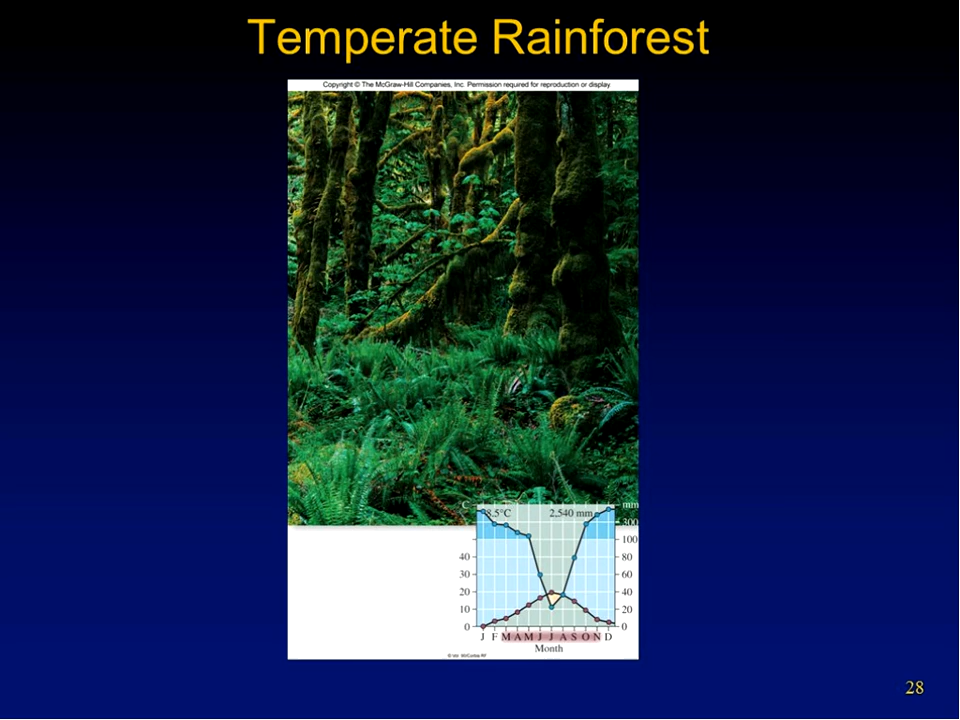 Temperate Rainforest
Copyright © The McGraw-Hill Companies, Inc. Permission required for reproduction or display
°C 8.5°C 2,540 mm mm
300
100
40 80
30 60
20 40
10 20
0 0
J F M A M J J A S O N D
Month
28